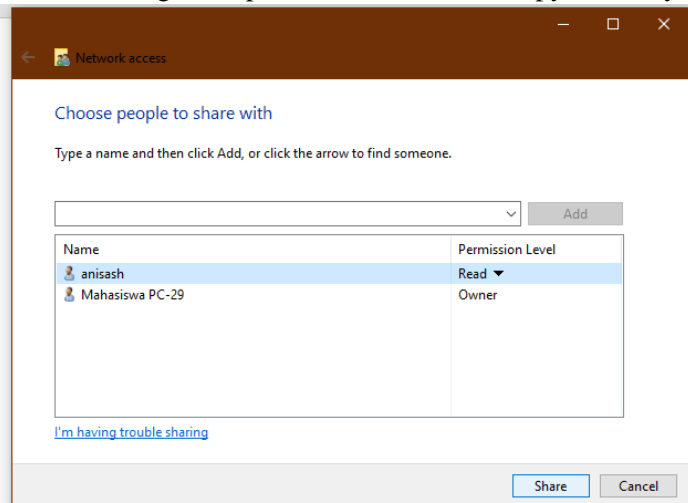 Network access
Choose people to share with
Type a name and then click Add, or click the arrow to find someone.
Add
Name Permission Level
anisash Read
Mahasiswa PC-29 Owner
I'm having trouble sharing
Share Cancel